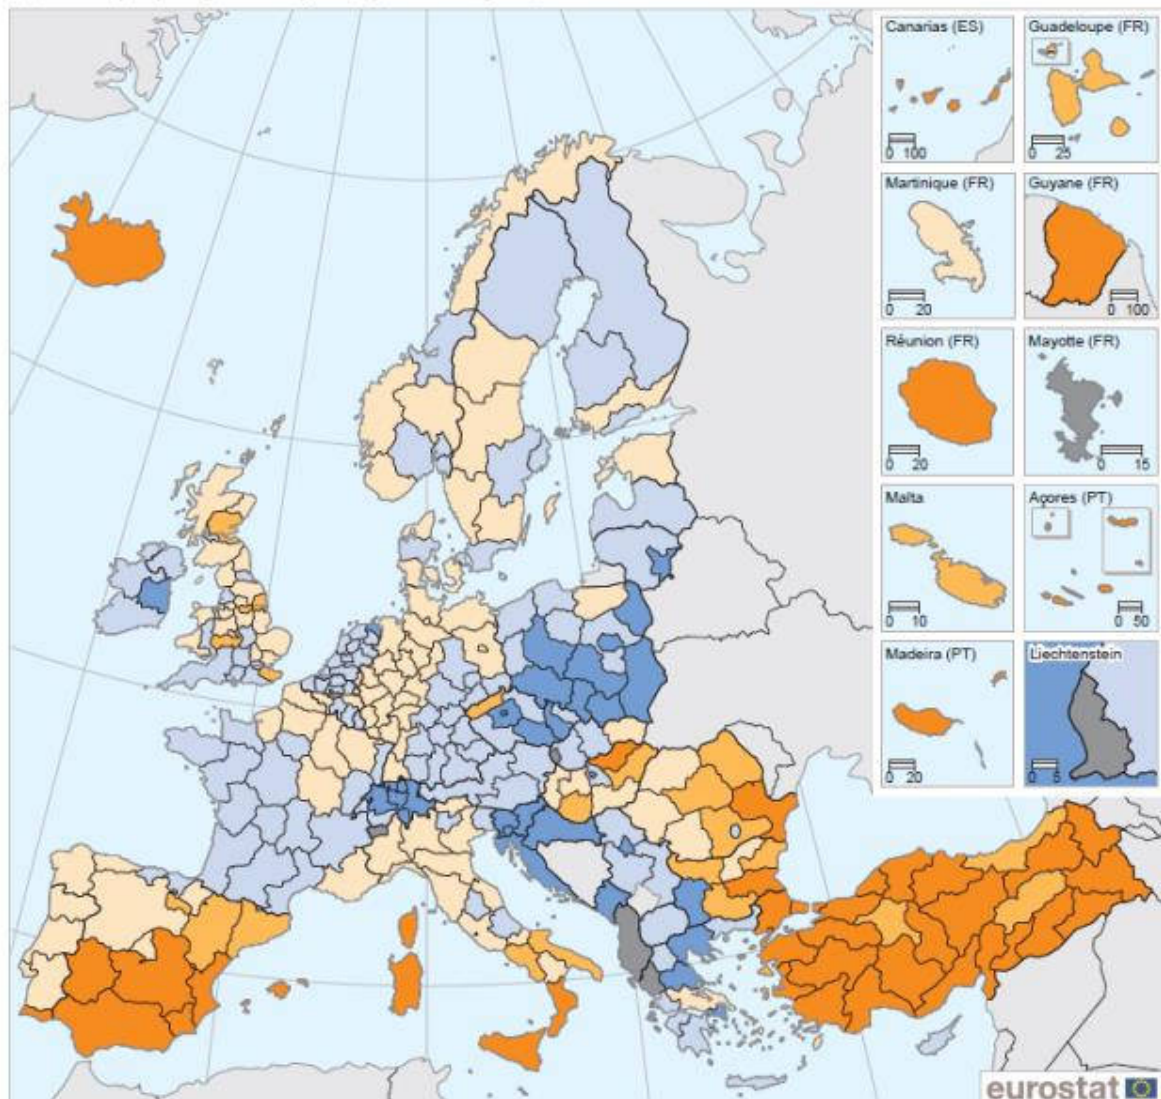 Canarias (ES)
0 100
Guadeloupe (FR)
0 25
Martinique (FR)
0 20
Guyane (FR)
0 100
Réunion (FR)
0 20
Mayotte (FR)
0 15
Malta
0 10
Açores (PT)
0 50
Madeira (PT)
0 20
Liechtenstein
0 5
eurostat